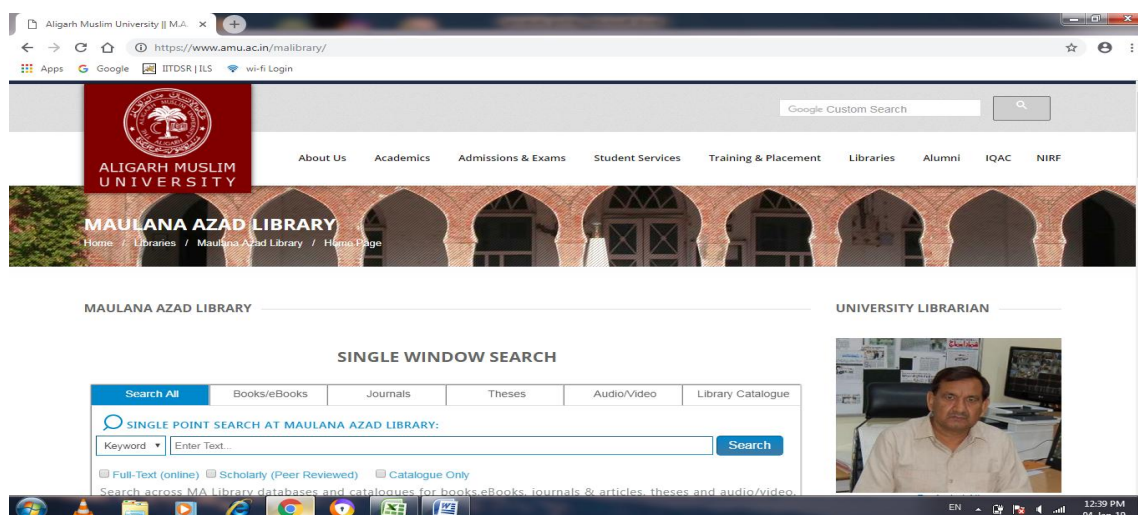 Aligarh Muslim University || M.A.
https://www.amu.ac.in/malibrary/
Apps Google IITDSR | ILS wi-fi Login
Google Custom Search
ALIGARH MUSLIM
UNIVERSITY
About Us Academics Admissions & Exams Student Services Training & Placement Libraries Alumni IQAC NIRF
MAULANA AZAD LIBRARY
Home / Libraries / Maulana Azad Library / Home Page
MAULANA AZAD LIBRARY
UNIVERSITY LIBRARIAN
SINGLE WINDOW SEARCH
Search All Books/eBooks Journals Theses Audio/Video Library Catalogue
SINGLE POINT SEARCH AT MAULANA AZAD LIBRARY:
Keyword Enter Text... Search
Full-Text (online) Scholarly (Peer Reviewed) Catalogue Only
Search across MA Library databases and catalogues for books,eBooks, journals & articles, theses and audio/video.
EN 12:39 PM